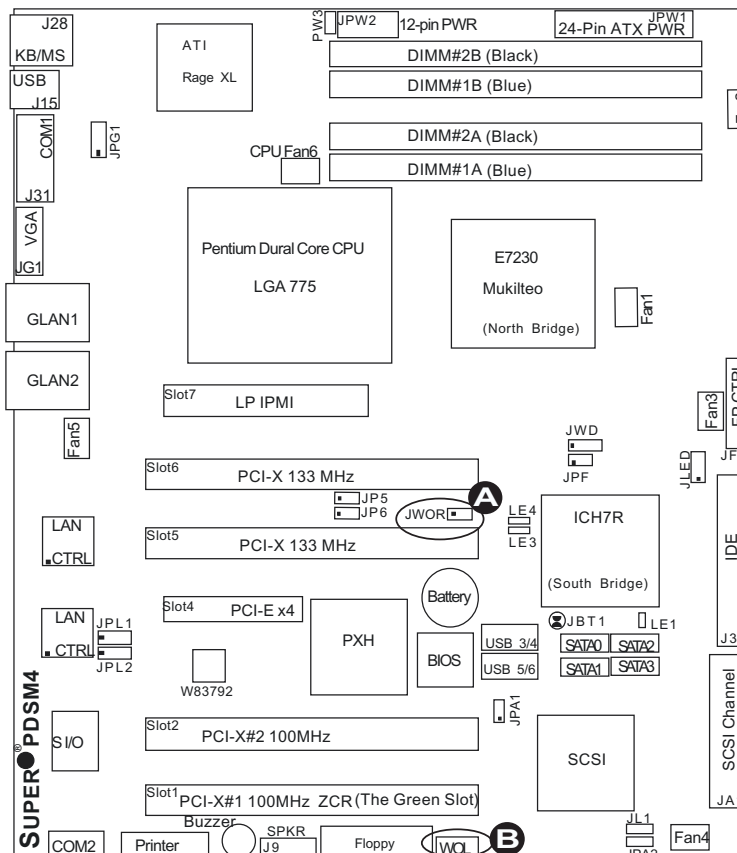 J28
KB/MS
USB
J15
COM1
J31
VGA
JG1
GLAN1
GLAN2
Fan5
ATI
Rage XL
JPG1
PW3
JPW2
12-pin PWR
JPW1
24-Pin ATX PWR
DIMM#2B (Black)
DIMM#1B (Blue)
DIMM#2A (Black)
DIMM#1A (Blue)
CPU Fan6
Pentium Dural Core CPU
LGA 775
E7230
Mukilteo
(North Bridge)
Fan1
Slot7
LP IPMI
Fan3
FP CTRL
JF
JWD
JPF
JLED
Slot6
PCI-X 133 MHz
JP5
JP6
JWOR
A
LE4
LE3
ICH7R
(South Bridge)
IDE
J3
Slot5
PCI-X 133 MHz
LAN
CTRL
Slot4
PCI-E x4
Battery
PXH
BIOS
USB 3/4
USB 5/6
JBT1
LE1
SATA0
SATA2
SATA1
SATA3
LAN
CTRL
JPL1
JPL2
W83792
JPA1
SCSI Channel
JA
SCSI
S I/O
SUPER® PDSM4
Slot2
PCI-X#2 100MHz
Slot1
PCI-X#1 100MHz ZCR (The Green Slot)
Buzzer
SPKR
J9
COM2
Printer
Floppy
WOL
B
JL1
JPA2
Fan4